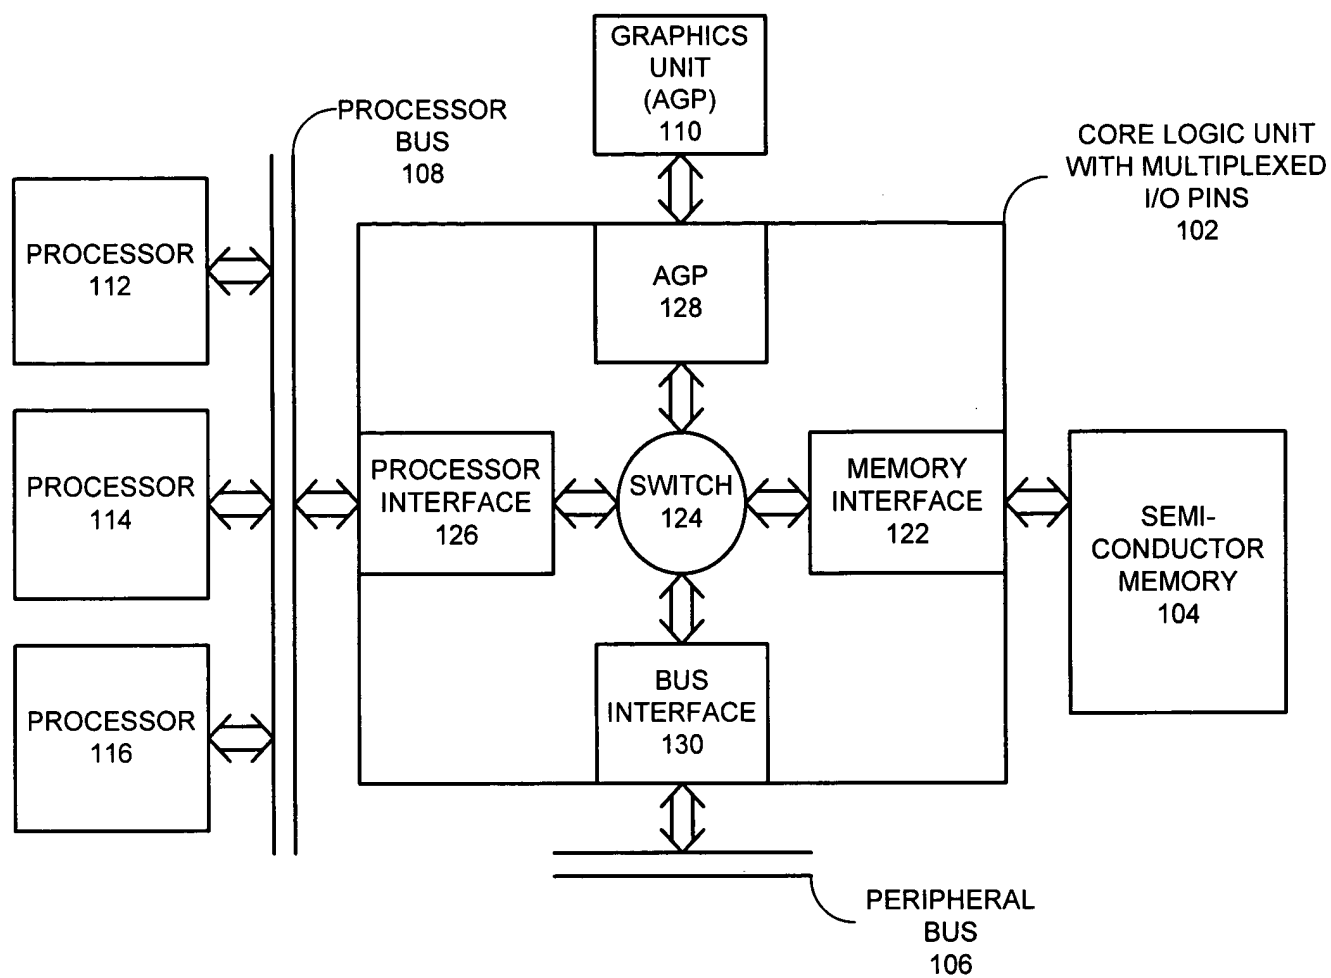 GRAPHICS
UNIT
(AGP)
110
PROCESSOR
BUS
108
CORE LOGIC UNIT
WITH MULTIPLEXED
I/O PINS
102
PROCESSOR
112
AGP
128
PROCESSOR
114
PROCESSOR
INTERFACE
126
SWITCH
124
MEMORY
INTERFACE
122
SEMI-
CONDUCTOR
MEMORY
104
PROCESSOR
116
BUS
INTERFACE
130
PERIPHERAL
BUS
106